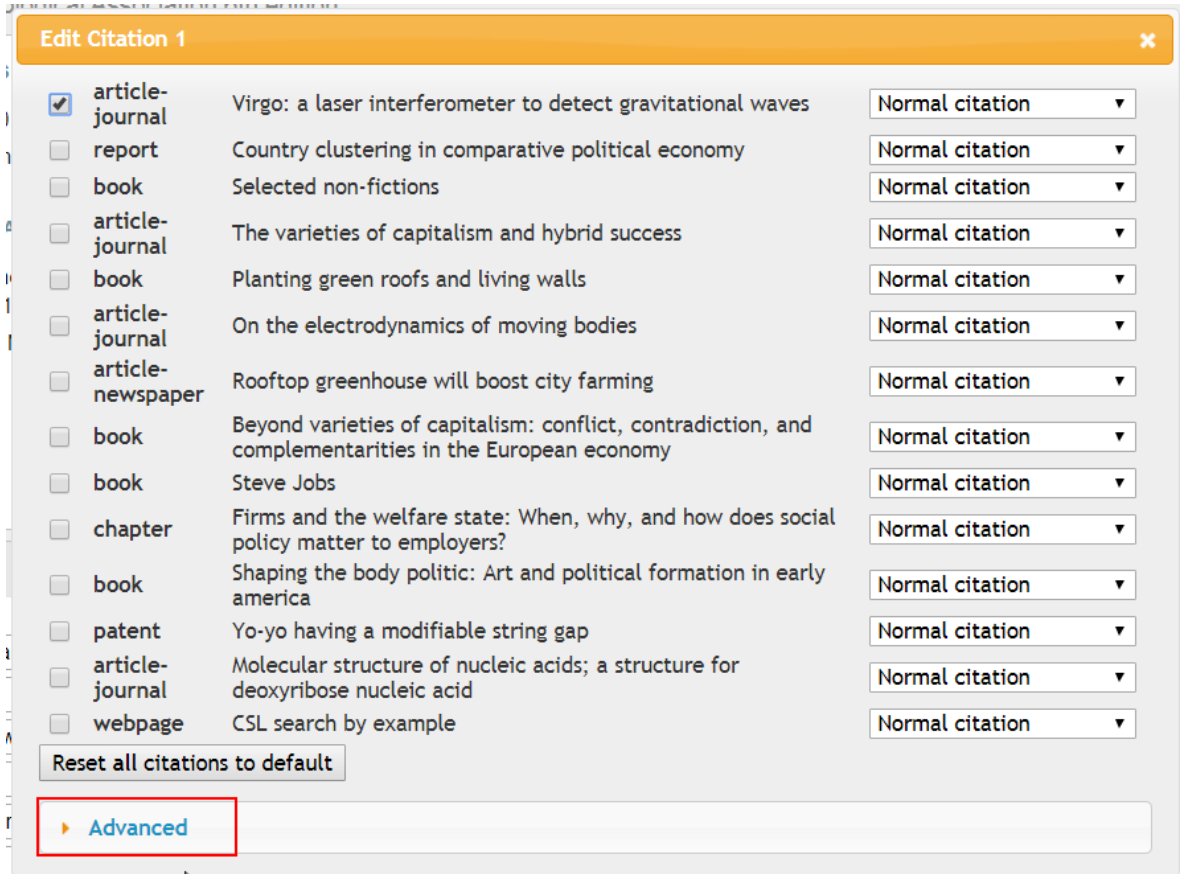 Edit Citation 1
article-
journal
Virgo: a laser interferometer to detect gravitational waves
Normal citation
report
Country clustering in comparative political economy
Normal citation
book
Selected non-fictions
Normal citation
article-
journal
The varieties of capitalism and hybrid success
Normal citation
book
Planting green roofs and living walls
Normal citation
article-
journal
On the electrodynamics of moving bodies
Normal citation
article-
newspaper
Rooftop greenhouse will boost city farming
Normal citation
book
Beyond varieties of capitalism: conflict, contradiction, and
complementarities in the European economy
Normal citation
book
Steve Jobs
Normal citation
chapter
Firms and the welfare state: When, why, and how does social
policy matter to employers?
Normal citation
book
Shaping the body politic: Art and political formation in early
america
Normal citation
patent
Yo-yo having a modifiable string gap
Normal citation
article-
journal
Molecular structure of nucleic acids; a structure for
deoxyribose nucleic acid
Normal citation
webpage
CSL search by example
Normal citation
Reset all citations to default
Advanced